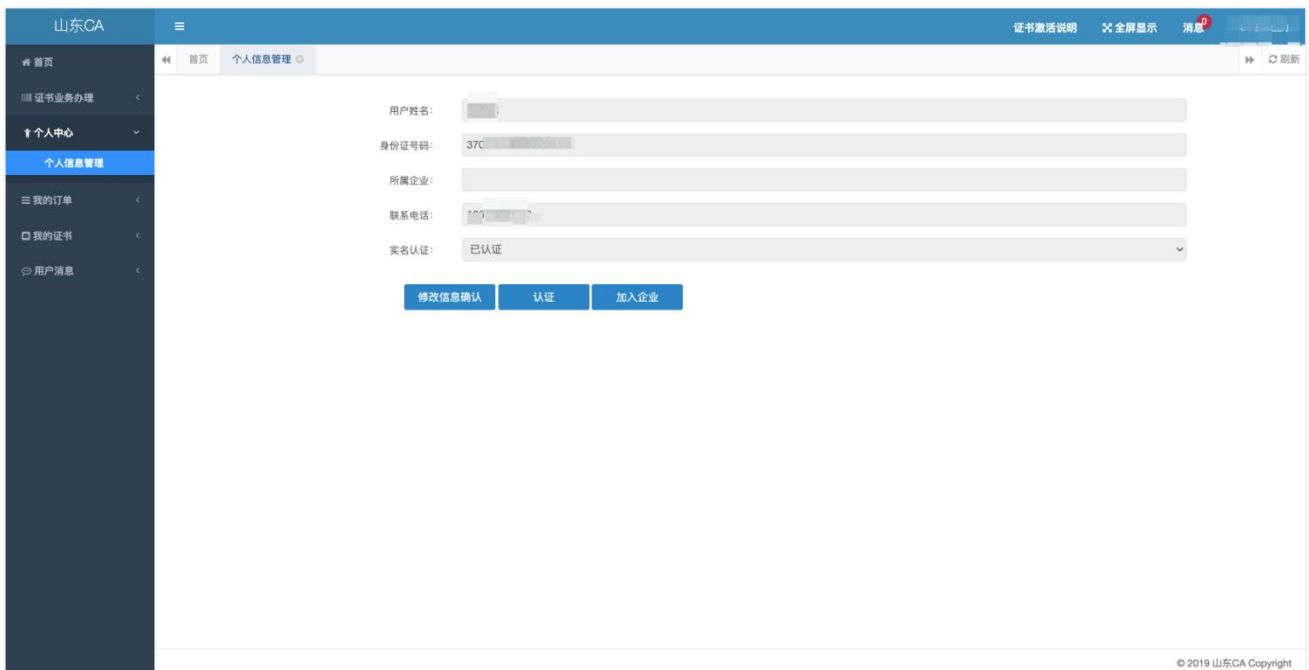 山东CA
证书激活说明 全屏显示 消息 0
首页
首页 个人信息管理 刷新
证书业务办理
个人中心
个人信息管理
我的订单
我的证书
用户消息
用户姓名：
身份证号码： 370
所属企业：
联系电话：
实名认证： 已认证
修改信息确认 认证 加入企业
© 2019 山东CA Copyright